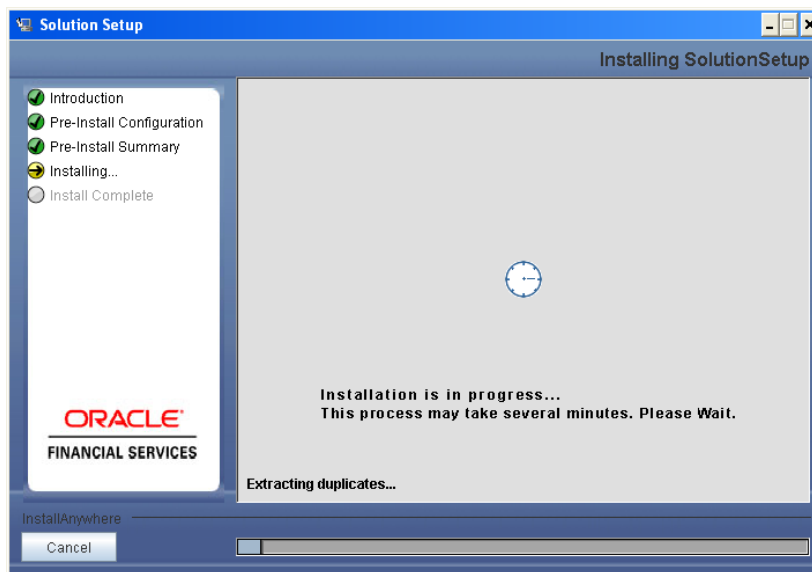 Solution Setup
Installing SolutionSetup
Introduction
Pre-Install Configuration
Pre-Install Summary
Installing...
Install Complete
Installation is in progress...
This process may take several minutes. Please Wait.
ORACLE
FINANCIAL SERVICES
Extracting duplicates...
InstallAnywhere
Cancel